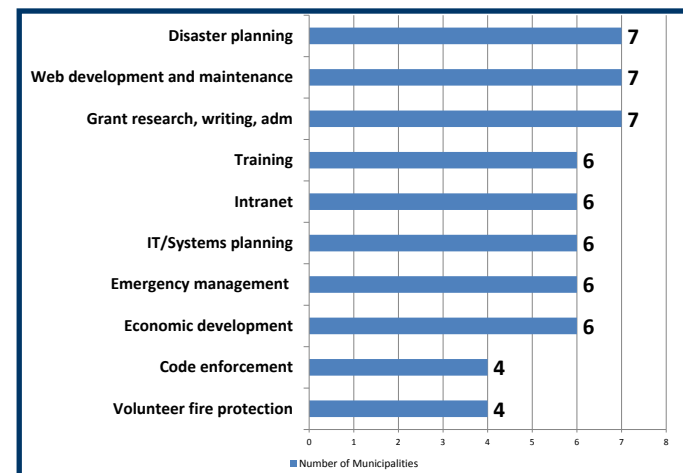 Disaster planning 7
Web development and maintenance 7
Grant research, writing, adm 7
Training 6
Intranet 6
IT/Systems planning 6
Emergency management 6
Economic development 6
Code enforcement 4
Volunteer fire protection 4
0 1 2 3 4 5 6 7 8
Number of Municipalities